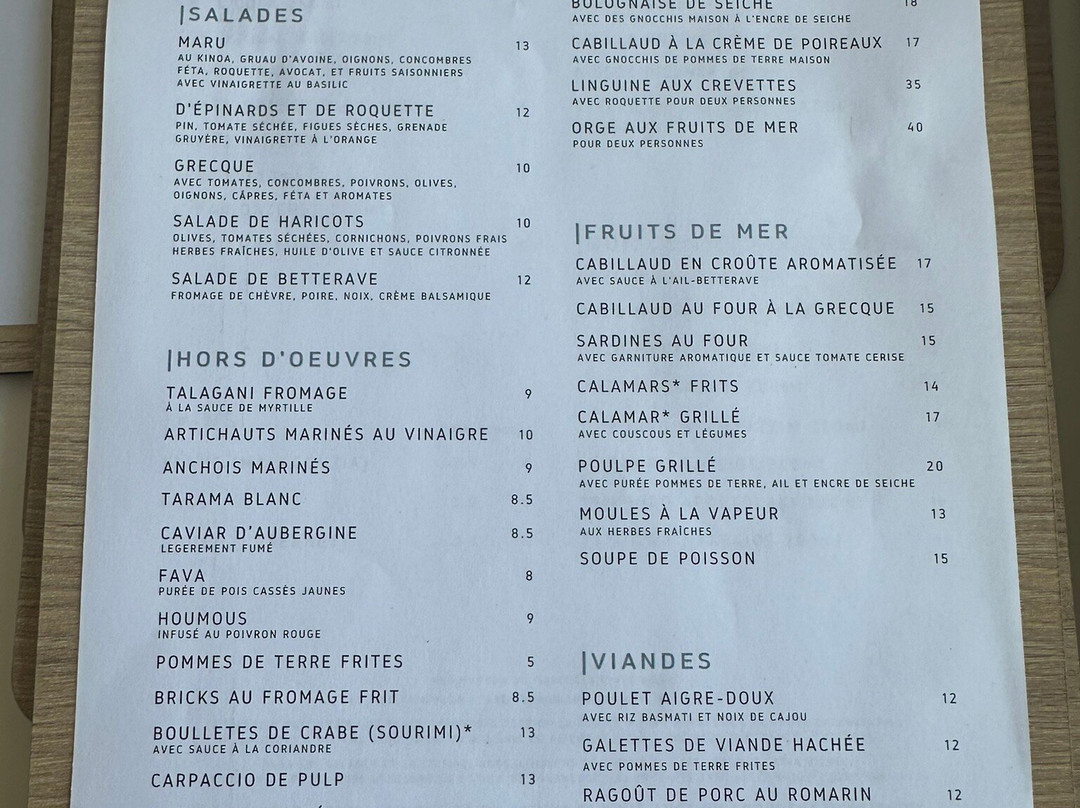 |SALADES
MARU 13
AU KINOA, GRUAU D'AVOINE, OIGNONS, CONCOMBRES
FÉTA, ROQUETTE, AVOCAT, ET FRUITS SAISONNIERS
AVEC VINAIGRETTE AU BASILIC
D'ÉPINARDS ET DE ROQUETTE 12
PIN, TOMATE SÉCHÉE, FIGUES SÈCHES, GRENADE
GRUYÈRE, VINAIGRETTE À L'ORANGE
GRECQUE 10
AVEC TOMATES, CONCOMBRES, POIVRONS, OLIVES,
OIGNONS, CÂPRES, FÉTA ET AROMATES
SALADE DE HARICOTS 10
OLIVES, TOMATES SÉCHÉES, CORNICHONS, POIVRONS FRAIS
HERBES FRAÎCHES, HUILE D'OLIVE ET SAUCE CITRONNÉE
SALADE DE BETTERAVE 12
FROMAGE DE CHÈVRE, POIRE, NOIX, CRÈME BALSAMIQUE
|HORS D'OEUVRES
TALAGANI FROMAGE 9
À LA SAUCE DE MYRTILLE
ARTICHAUTS MARINÉS AU VINAIGRE 10
ANCHOIS MARINÉS 9
TARAMA BLANC 8.5
CAVIAR D'AUBERGINE 8.5
LEGEREMENT FUMÉ
FAVA 8
PURÉE DE POIS CASSÉS JAUNES
HOUMOUS 9
INFUSÉ AU POIVRON ROUGE
POMMES DE TERRE FRITES 5
BRICKS AU FROMAGE FRIT 8.5
BOULLETES DE CRABE (SOURIMI)* 13
AVEC SAUCE À LA CORIANDRE
CARPACCIO DE PULP 13
BOLOGNAISE DE SEICHE 18
AVEC DES GNOCCHIS MAISON À L'ENCRE DE SEICHE
CABILLAUD À LA CRÈME DE POIREAUX 17
AVEC GNOCCHIS DE POMMES DE TERRE MAISON
LINGUINE AUX CREVETTES 35
AVEC ROQUETTE POUR DEUX PERSONNES
ORGE AUX FRUITS DE MER 40
POUR DEUX PERSONNES
|FRUITS DE MER
CABILLAUD EN CROÛTE AROMATISÉE 17
AVEC SAUCE À L'AIL-BETTERAVE
CABILLAUD AU FOUR À LA GRECQUE 15
SARDINES AU FOUR 15
AVEC GARNITURE AROMATIQUE ET SAUCE TOMATE CERISE
CALAMARS* FRITS 14
CALAMAR* GRILLÉ 17
AVEC COUSCOUS ET LÉGUMES
POULPE GRILLÉ 20
AVEC PURÉE POMMES DE TERRE, AIL ET ENCRE DE SEICHE
MOULES À LA VAPEUR 13
AUX HERBES FRAÎCHES
SOUPE DE POISSON 15
|VIANDES
POULET AIGRE-DOUX 12
AVEC RIZ BASMATI ET NOIX DE CAJOU
GALETTES DE VIANDE HACHÉE 12
AVEC POMMES DE TERRE FRITES
RAGOÛT DE PORC AU ROMARIN 12